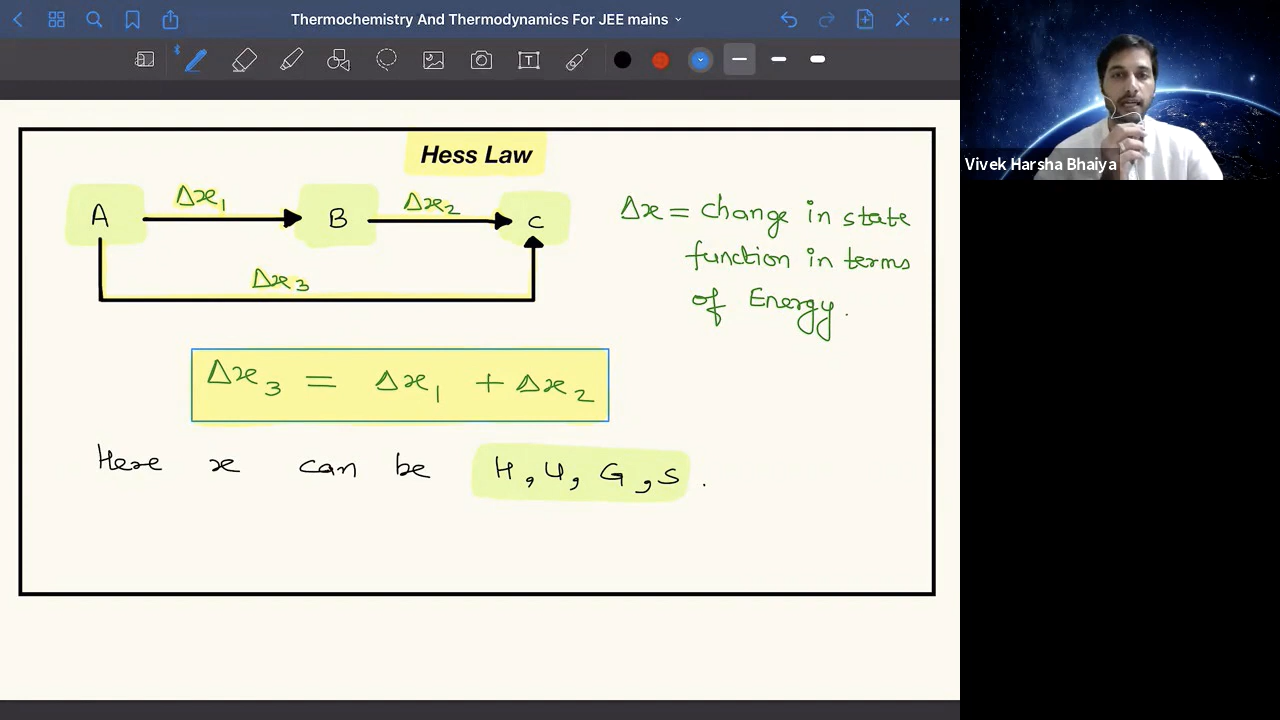 Thermochemistry And Thermodynamics For JEE mains
Vivek Harsha Bhaiya
Hess Law
A Δx₁ B Δx₂ C
Δx₃
Δx = change in state
function in terms
of Energy.
Δx₃ = Δx₁ + Δx₂
Here x can be H, U, G, S.